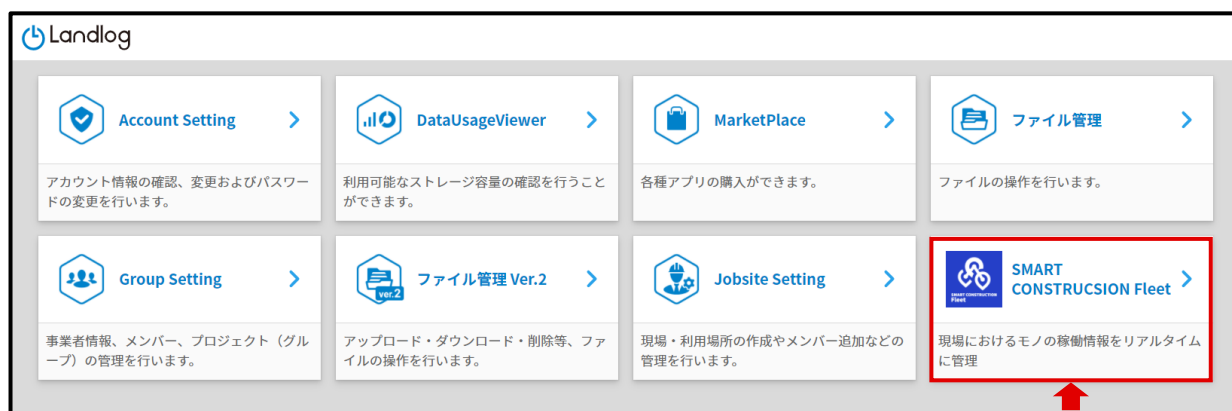 Landlog
Account Setting
DataUsageViewer
MarketPlace
ファイル管理
アカウント情報の確認、変更およびパスワー
ドの変更を行います。
利用可能なストレージ容量の確認を行うこと
ができます。
各種アプリの購入ができます。
ファイルの操作を行います。
Group Setting
ver.2
ファイル管理 Ver.2
Jobsite Setting
SMART CONSTRUCTION
Fleet
SMART
CONSTRUCSION Fleet
事業者情報、メンバー、プロジェクト（グル
ープ）の管理を行います。
アップロード・ダウンロード・削除等、ファ
イルの操作を行います。
現場・利用場所の作成やメンバー追加などの
管理を行います。
現場におけるモノの稼働情報をリアルタイム
に管理